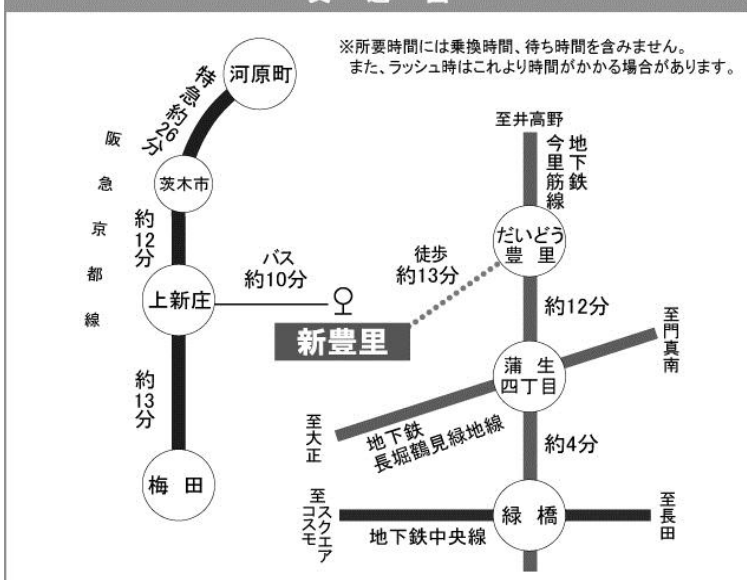 ※所要時間には乗換時間、待ち時間を含みません。
また、ラッシュ時はこれより時間がかかる場合があります。
河原町
特急約26分
阪急京都線
茨木市
約12分
上新庄
バス
約10分
新豊里
徒歩
約13分
約13分
梅田
至井高野
地下鉄
今里筋線
だいどう
豊里
約12分
至門真南
蒲生
四丁目
至大正
地下鉄
長堀鶴見緑地線
約4分
至コスモ
スクエア
地下鉄中央線
緑橋
至長田